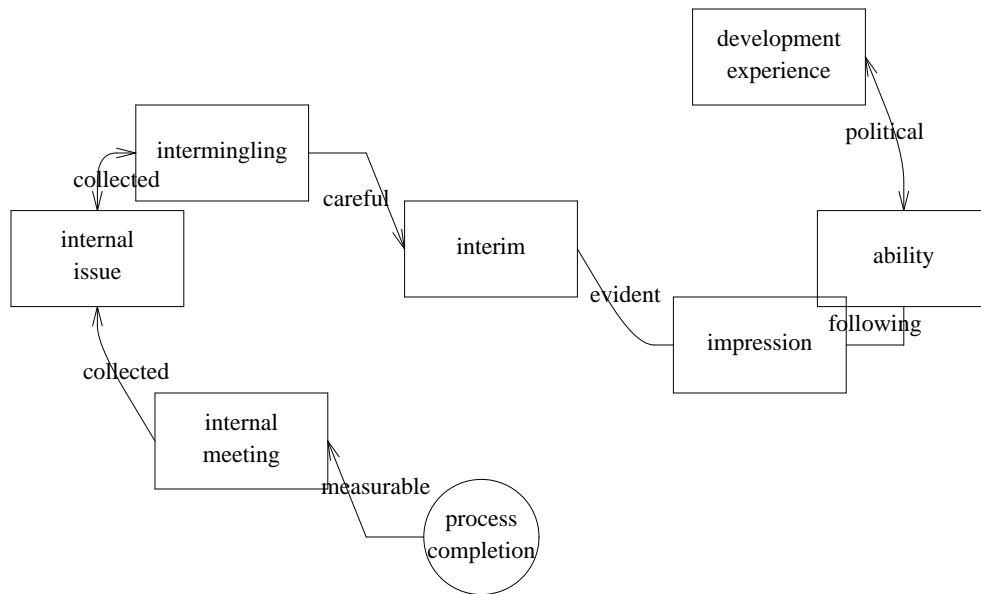 development
experience
political
intermingling
collected
careful
internal
issue
interim
ability
evident
following
impression
collected
internal
meeting
measurable
process
completion